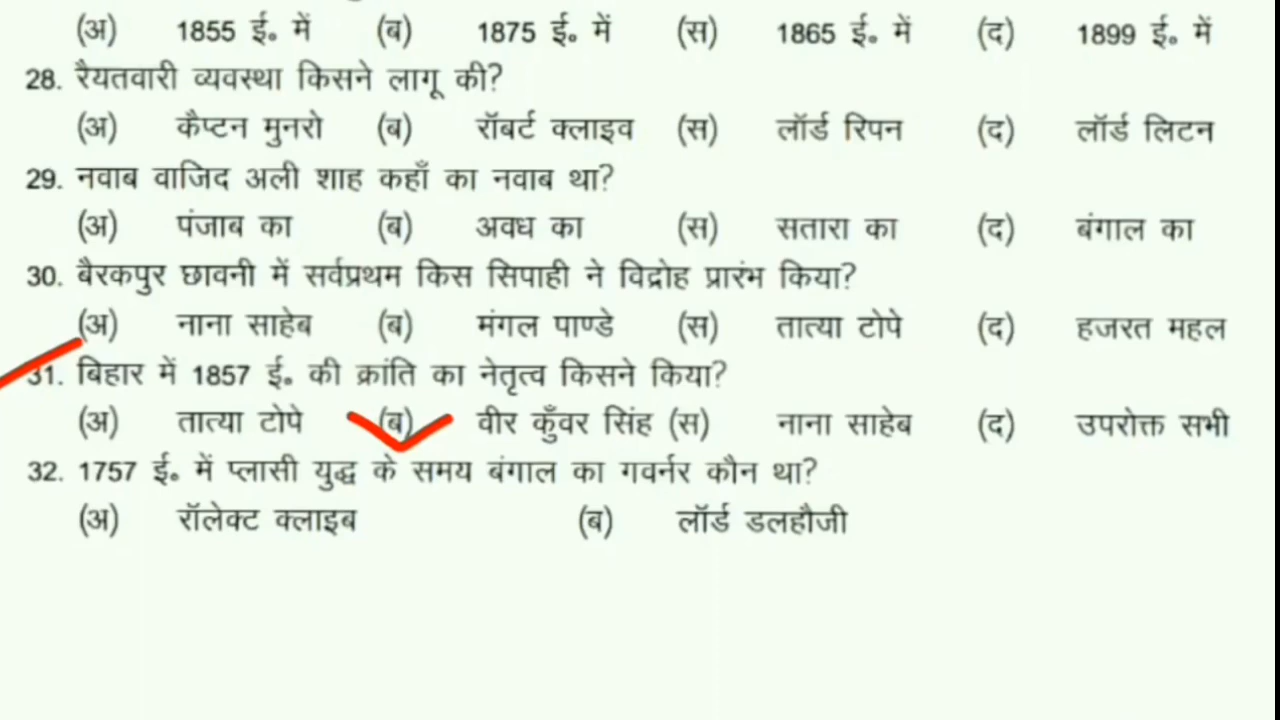 (अ) 1855 ई० में (ब) 1875 ई० में (स) 1865 ई० में (द) 1899 ई० में
28. रैयतवारी व्यवस्था किसने लागू की?
(अ) कैप्टन मुनरो (ब) रॉबर्ट क्लाइव (स) लॉर्ड रिपन (द) लॉर्ड लिटन
29. नवाब वाजिद अली शाह कहाँ का नवाब था?
(अ) पंजाब का (ब) अवध का (स) सतारा का (द) बंगाल का
30. बैरकपुर छावनी में सर्वप्रथम किस सिपाही ने विद्रोह प्रारंभ किया?
(अ) नाना साहेब (ब) मंगल पाण्डे (स) तात्या टोपे (द) हजरत महल
31. बिहार में 1857 ई० की क्रांति का नेतृत्व किसने किया?
(अ) तात्या टोपे (ब) वीर कुँवर सिंह (स) नाना साहेब (द) उपरोक्त सभी
32. 1757 ई० में प्लासी युद्ध के समय बंगाल का गवर्नर कौन था?
(अ) रॉलेक्ट क्लाइब (ब) लॉर्ड डलहौजी